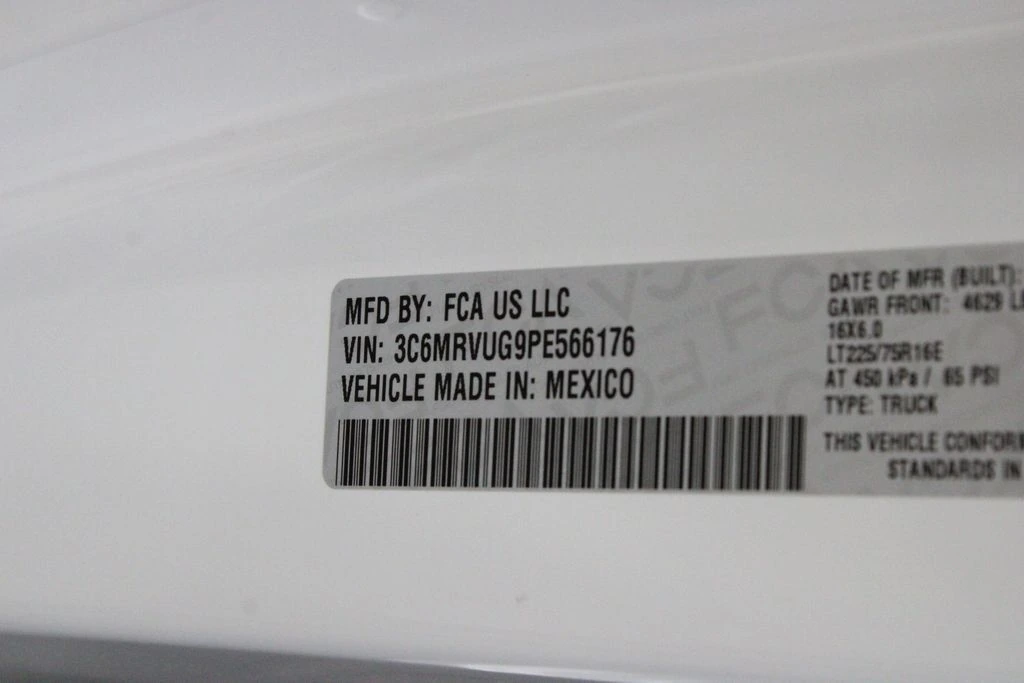 MFD BY: FCA US LLC
VIN: 3C6MRVUG9PE566176
VEHICLE MADE IN: MEXICO
DATE OF MFR (BUILT):
GAWR FRONT: 4629
16X6.0
LT225/75R16E
AT 450 kPa / 65 PSI
TYPE: TRUCK
THIS VEHICLE
STANDARDS IN